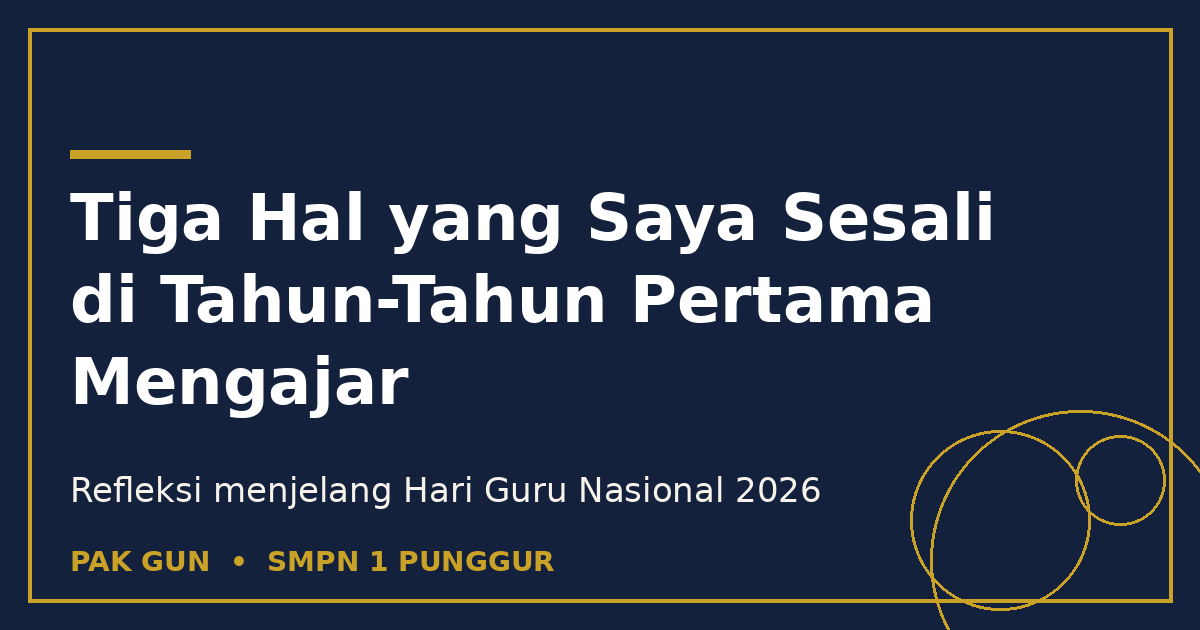 Tiga Hal yang Saya Sesali
di Tahun-Tahun Pertama
Mengajar
Refleksi menjelang Hari Guru Nasional 2026
PAK GUN • SMPN 1 PUNGGUR